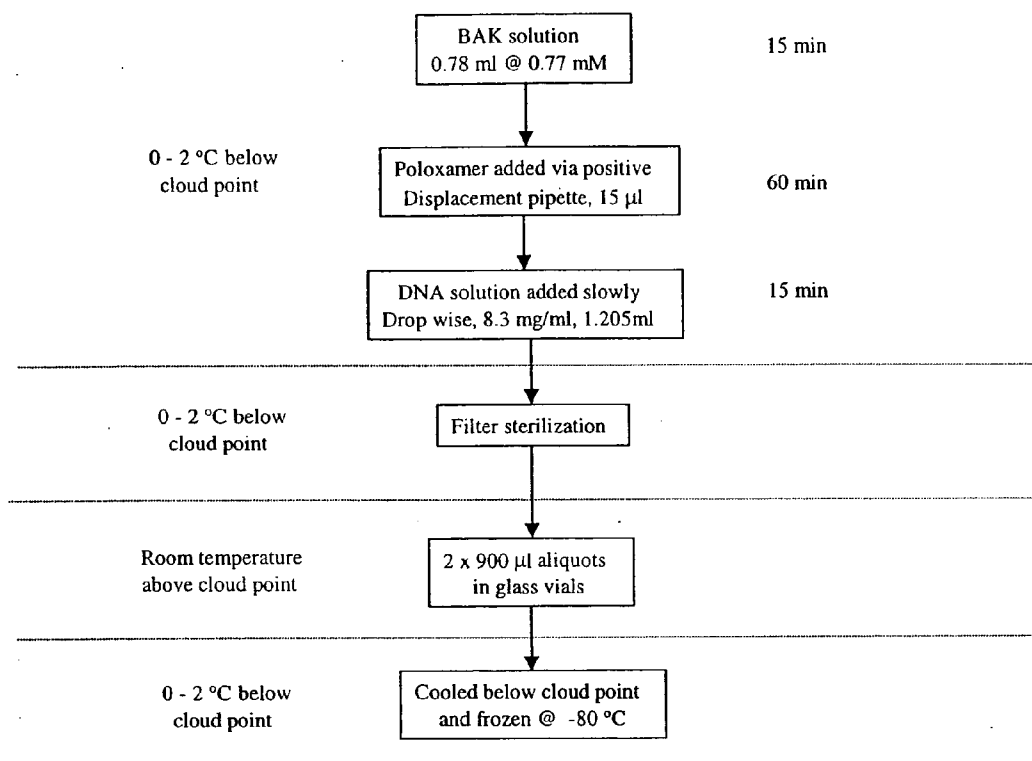 BAK solution
0.78 ml @ 0.77 mM
15 min
0 - 2 °C below
cloud point
Poloxamer added via positive
Displacement pipette, 15 µl
60 min
DNA solution added slowly
Drop wise, 8.3 mg/ml, 1.205ml
15 min
0 - 2 °C below
cloud point
Filter sterilization
Room temperature
above cloud point
2 x 900 µl aliquots
in glass vials
0 - 2 °C below
cloud point
Cooled below cloud point
and frozen @ -80 °C